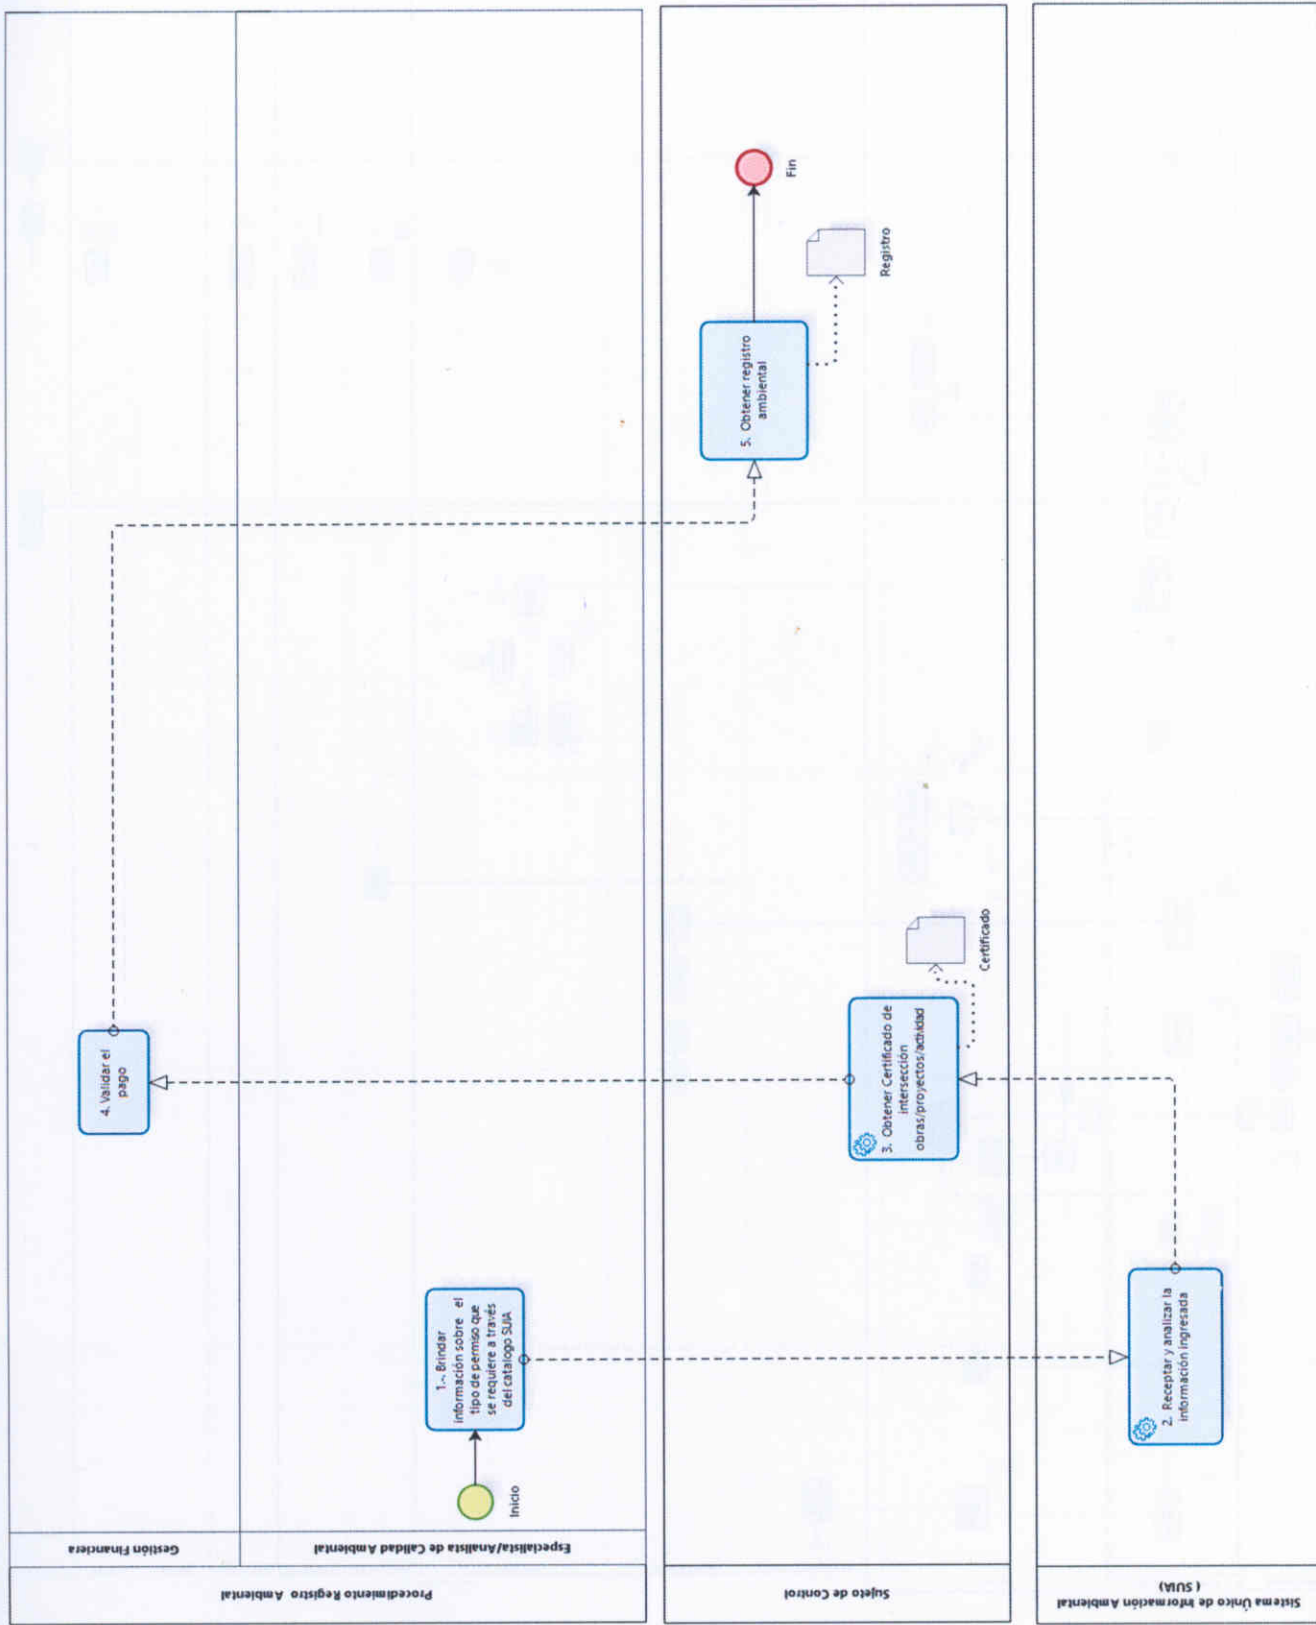 Procedimiento Registro Ambiental
Gestión Financiera
Especialista/Analista de Calidad Ambiental
Inicio
1.-. Brindar
información sobre el
tipo de permiso que
se requiere a través
del catalogo SUIA
4. Validar el
pago
Sujeto de Control
3. Obtener Certificado de
intersección
obras/proyectos/actividad
Certificado
5. Obtener registro
ambiental
Registro
Fin
Sistema Único de Información Ambiental
( SUIA)
2. Receptar y analizar la
información ingresada